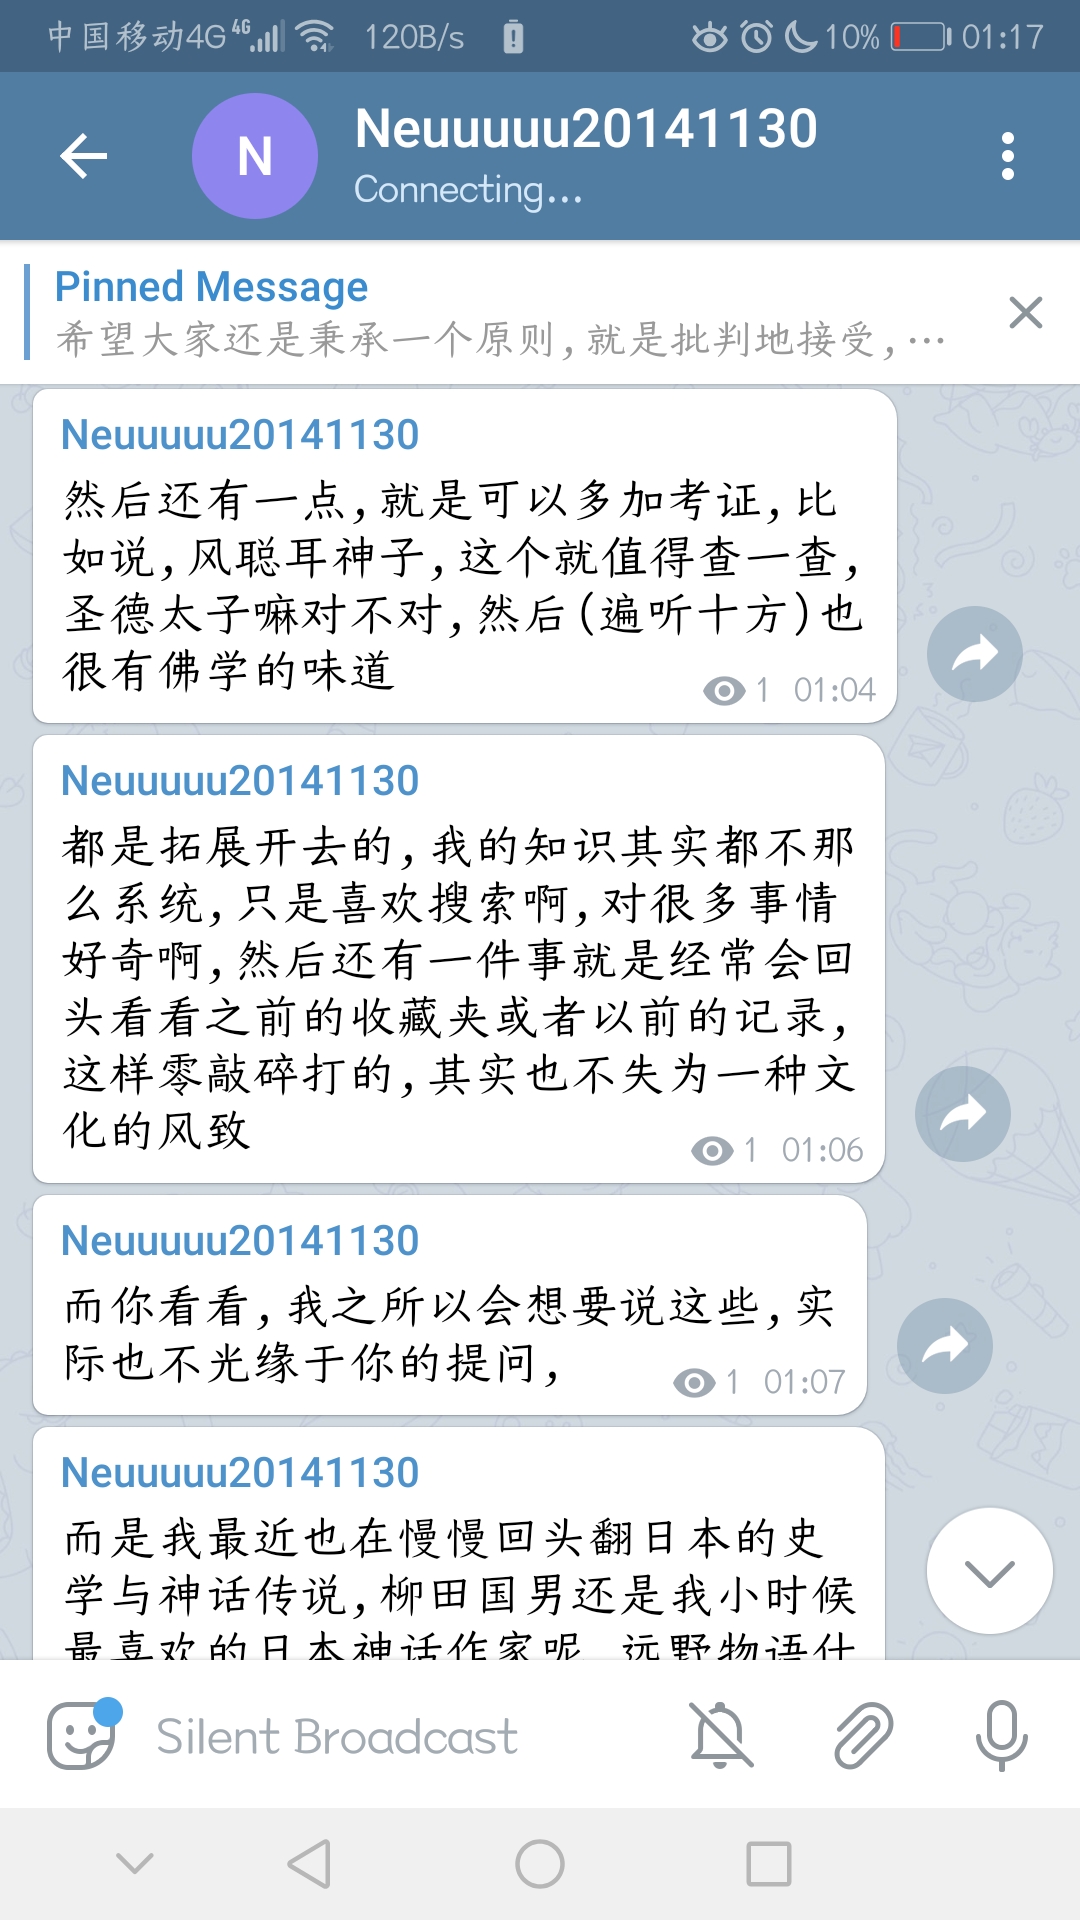 中国移动4G 4G 120B/s 10% 01:17
N
Neuuuuu20141130
Connecting...
Pinned Message
希望大家还是秉承一个原则,就是批判地接受,…
Neuuuuu20141130
然后还有一点,就是可以多加考证,比
如说,风聪耳神子,这个就值得查一查,
圣德太子嘛对不对,然后(遍听十方)也
很有佛学的味道
1 01:04
Neuuuuu20141130
都是拓展开去的,我的知识其实都不那
么系统,只是喜欢搜索啊,对很多事情
好奇啊,然后还有一件事就是经常会回
头看看之前的收藏夹或者以前的记录,
这样零敲碎打的,其实也不失为一种文
化的风致
1 01:06
Neuuuuu20141130
而你看看,我之所以会想要说这些,实
际也不光缘于你的提问,
1 01:07
Neuuuuu20141130
而是我最近也在慢慢回头翻日本的史
学与神话传说,柳田国男还是我小时候
最喜欢的日本神话作家呢,远野物语什
Silent Broadcast